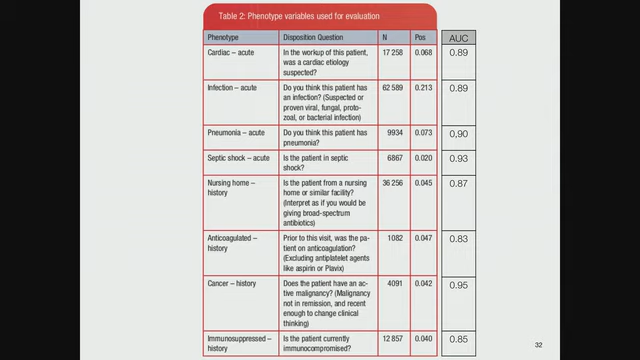 Table 2: Phenotype variables used for evaluation
Phenotype Disposition Question N Pos AUC
Cardiac – acute In the workup of this patient, 17 258 0.068 0.89
was a cardiac etiology
suspected?
Infection – acute Do you think this patient has 62 589 0.213 0.89
an infection? (Suspected or
proven viral, fungal, proto-
zoal, or bacterial infection)
Pneumonia – acute Do you think this patient has 9934 0.073 0,90
pneumonia?
Septic shock – acute Is the patient in septic 6867 0.020 0.93
shock?
Nursing home – Is the patient from a nursing 36 256 0.045 0.87
history home or similar facility?
(Interpret as if you would be
giving broad-spectrum
antibiotics)
Anticoagulated – Prior to this visit, was the pa- 1082 0.047 0.83
history tient on anticoagulation?
(Excluding antiplatelet agents
like aspirin or Plavix)
Cancer – history Does the patient have an ac- 4091 0.042 0.95
tive malignancy? (Malignancy
not in remission, and recent
enough to change clinical
thinking)
Immunosuppressed – Is the patient currently 12 857 0.040 0.85
history immunocompromised?
32